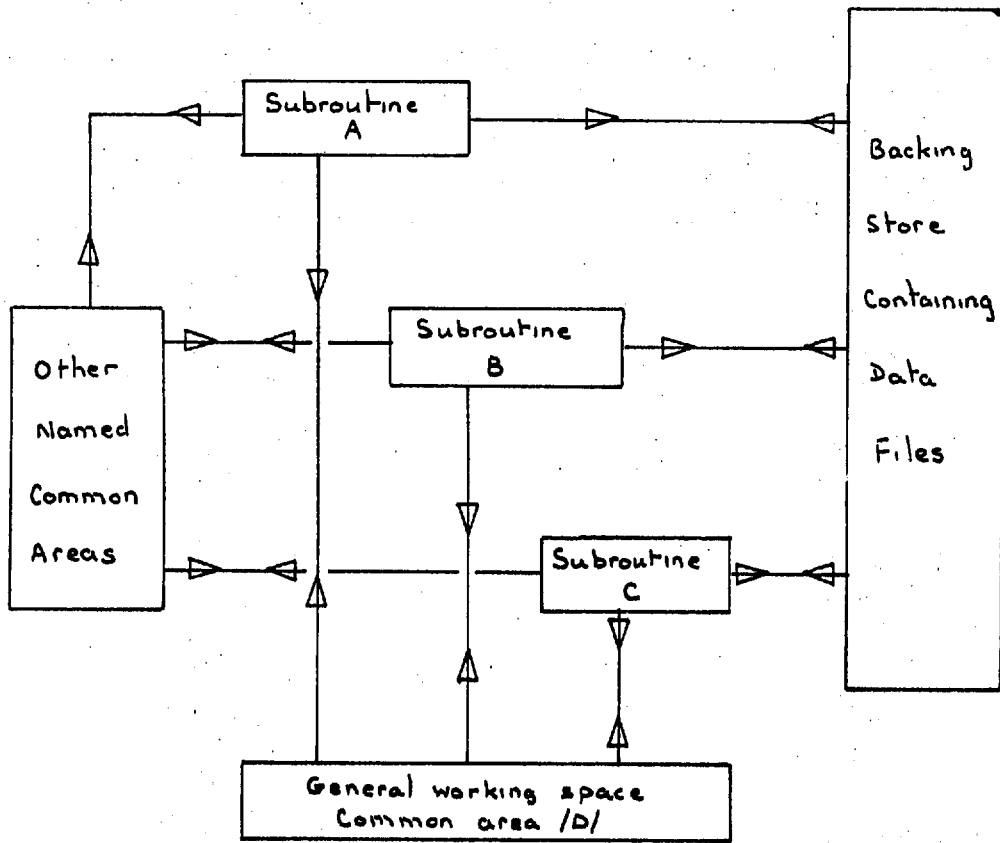 Subroutine
A
Backing
Store
Containing
Data
Files
Subroutine
B
Other
Named
Common
Areas
Subroutine
C
General working space
Common area /D/